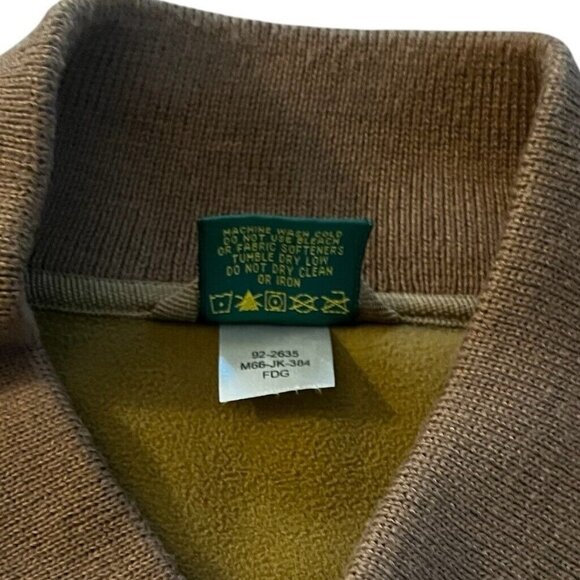 MACHINE WASH COLD
DO NOT USE BLEACH
OR FABRIC SOFTENERS
TUMBLE DRY LOW
DO NOT DRY CLEAN
OR IRON
92-2635
M66-JK-384
FDG